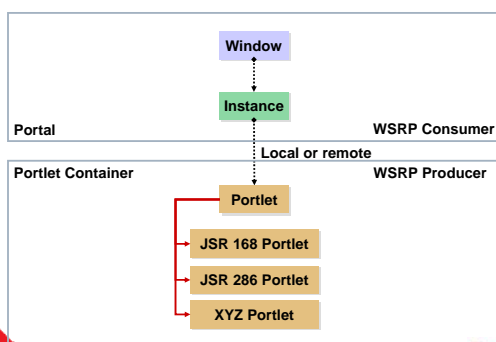 Window
Instance
Portal
WSRP Consumer
Local or remote
Portlet Container
WSRP Producer
Portlet
JSR 168 Portlet
JSR 286 Portlet
XYZ Portlet